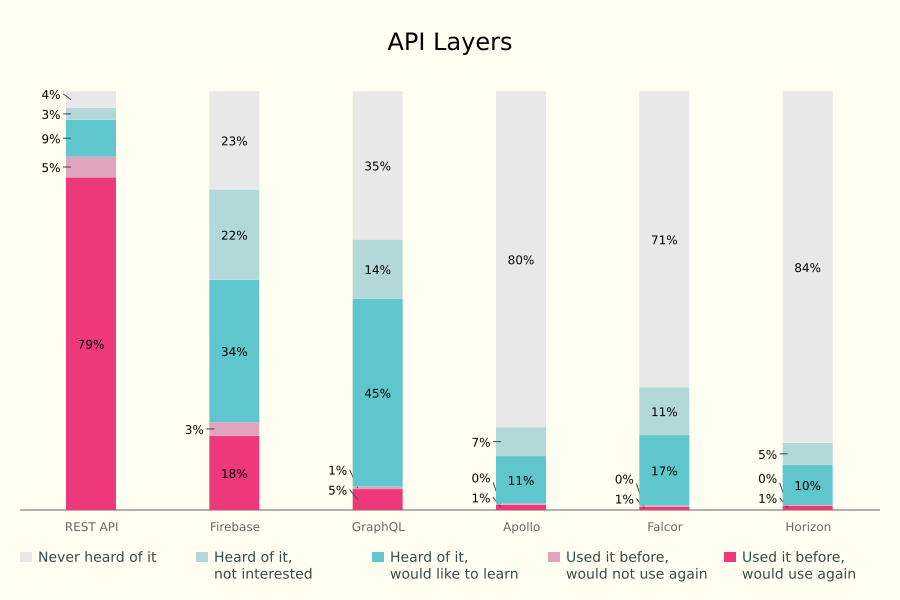 API Layers
4%
3%
9%
5%
79%
23%
22%
34%
3%
18%
35%
14%
45%
1%
5%
80%
7%
11%
0%
1%
71%
11%
17%
0%
1%
84%
5%
10%
0%
1%
REST API
Firebase
GraphQL
Apollo
Falcor
Horizon
Never heard of it
Heard of it,
not interested
Heard of it,
would like to learn
Used it before,
would not use again
Used it before,
would use again